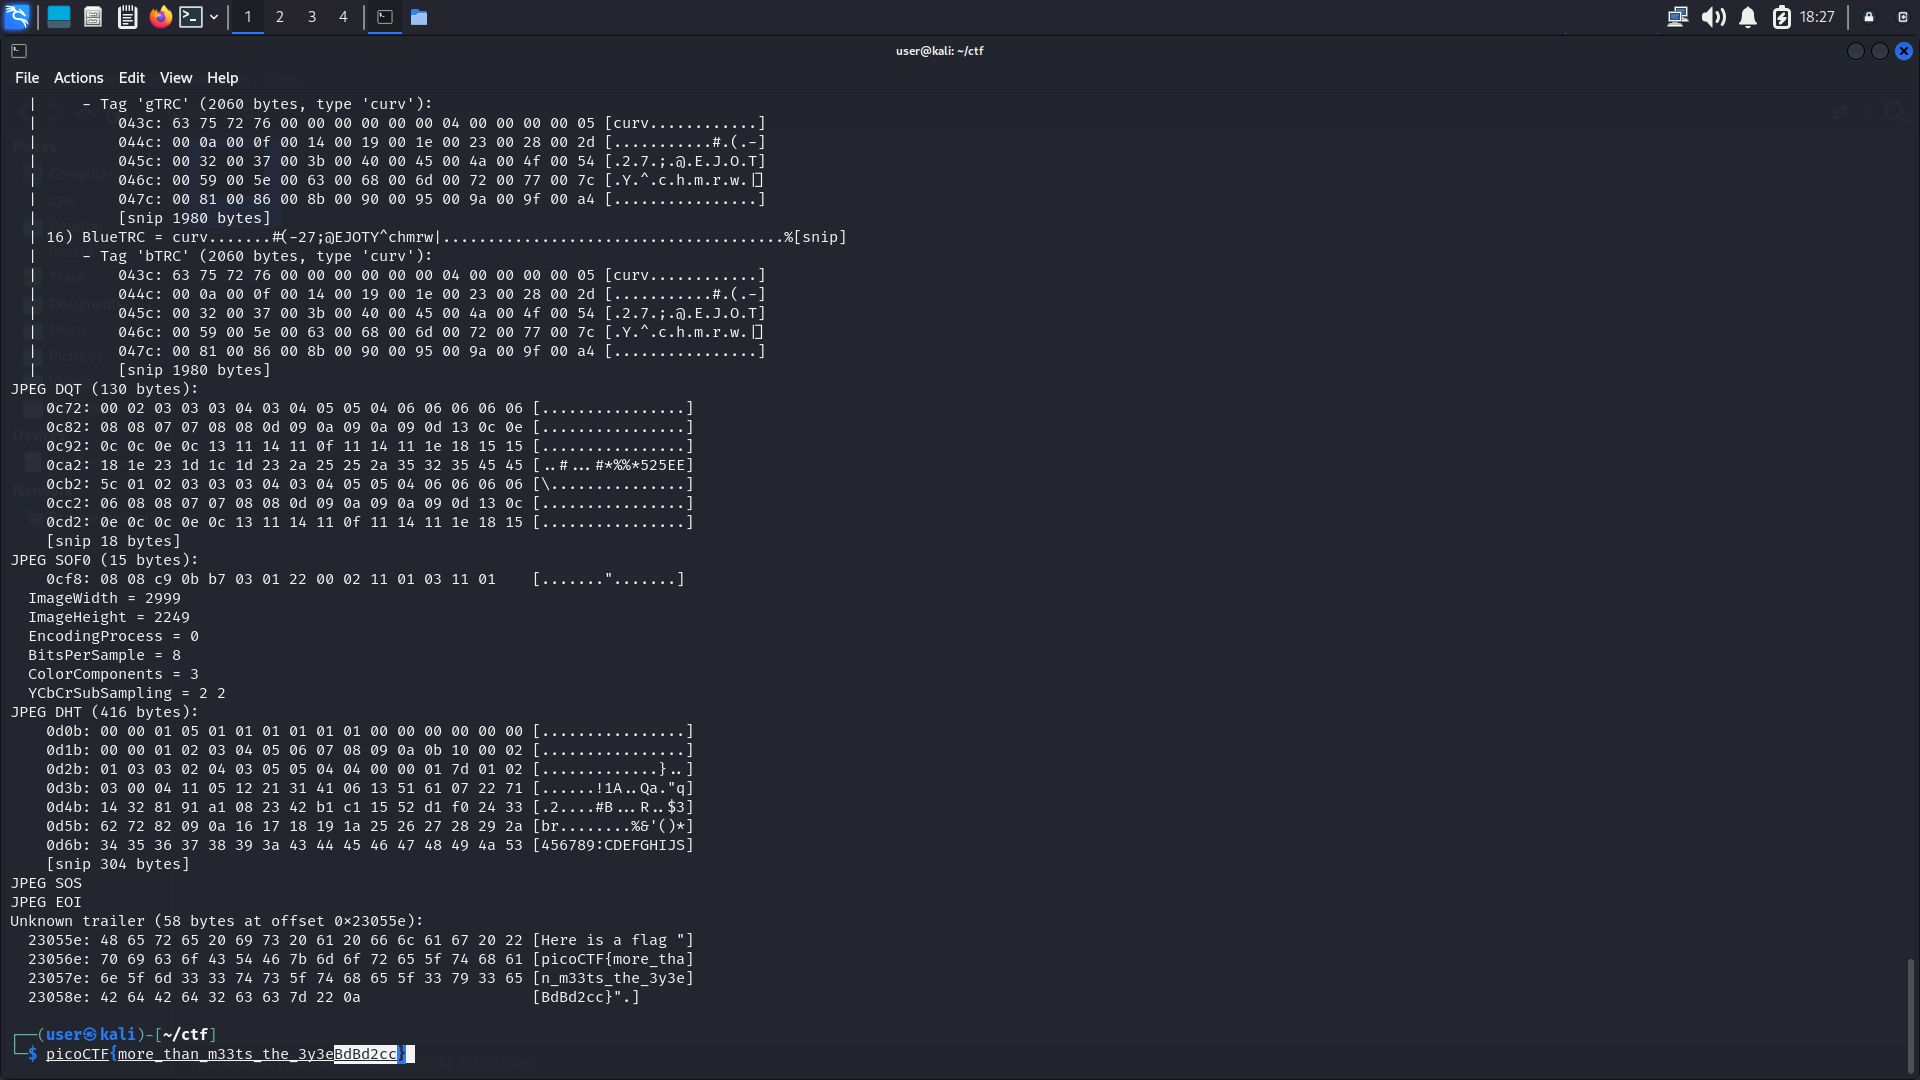 1 2 3 4 18:27
user@kali: ~/ctf
File Actions Edit View Help
|     - Tag 'gTRC' (2060 bytes, type 'curv'):
|         043c: 63 75 72 76 00 00 00 00 00 00 04 00 00 00 00 05 [curv............]
|         044c: 00 0a 00 0f 00 14 00 19 00 1e 00 23 00 28 00 2d [...........#.(.-]
|         045c: 00 32 00 37 00 3b 00 40 00 45 00 4a 00 4f 00 54 [.2.7.;.@.E.J.O.T]
|         046c: 00 59 00 5e 00 63 00 68 00 6d 00 72 00 77 00 7c [.Y.^.c.h.m.r.w.|]
|         047c: 00 81 00 86 00 8b 00 90 00 95 00 9a 00 9f 00 a4 [................]
|         [snip 1980 bytes]
| 16) BlueTRC = curv.......#(-27;@EJOTY^chmrw|......................................%[snip]
|     - Tag 'bTRC' (2060 bytes, type 'curv'):
|         043c: 63 75 72 76 00 00 00 00 00 00 04 00 00 00 00 05 [curv............]
|         044c: 00 0a 00 0f 00 14 00 19 00 1e 00 23 00 28 00 2d [...........#.(.-]
|         045c: 00 32 00 37 00 3b 00 40 00 45 00 4a 00 4f 00 54 [.2.7.;.@.E.J.O.T]
|         046c: 00 59 00 5e 00 63 00 68 00 6d 00 72 00 77 00 7c [.Y.^.c.h.m.r.w.|]
|         047c: 00 81 00 86 00 8b 00 90 00 95 00 9a 00 9f 00 a4 [................]
|         [snip 1980 bytes]
JPEG DQT (130 bytes):
    0c72: 00 02 03 03 03 04 03 04 05 05 04 06 06 06 06 06 [................]
    0c82: 08 08 07 07 08 08 0d 09 0a 09 0a 09 0d 13 0c 0e [................]
    0c92: 0c 0c 0e 0c 13 11 14 11 0f 11 14 11 1e 18 15 15 [................]
    0ca2: 18 1e 23 1d 1c 1d 23 2a 25 25 2a 35 32 35 45 45 [..#...#*%%*525EE]
    0cb2: 5c 01 02 03 03 03 04 03 04 05 05 04 06 06 06 06 [\...............]
    0cc2: 06 08 08 07 07 08 08 0d 09 0a 09 0a 09 0d 13 0c [................]
    0cd2: 0e 0c 0c 0e 0c 13 11 14 11 0f 11 14 11 1e 18 15 [................]
    [snip 18 bytes]
JPEG SOF0 (15 bytes):
    0cf8: 08 08 c9 0b b7 03 01 22 00 02 11 01 03 11 01    [.......".......]
  ImageWidth = 2999
  ImageHeight = 2249
  EncodingProcess = 0
  BitsPerSample = 8
  ColorComponents = 3
  YCbCrSubSampling = 2 2
JPEG DHT (416 bytes):
    0d0b: 00 00 01 05 01 01 01 01 01 01 00 00 00 00 00 00 [................]
    0d1b: 00 00 01 02 03 04 05 06 07 08 09 0a 0b 10 00 02 [................]
    0d2b: 01 03 03 02 04 03 05 05 04 04 00 00 01 7d 01 02 [.............}..]
    0d3b: 03 00 04 11 05 12 21 31 41 06 13 51 61 07 22 71 [......!1A..Qa."q]
    0d4b: 14 32 81 91 a1 08 23 42 b1 c1 15 52 d1 f0 24 33 [.2....#B...R..$3]
    0d5b: 62 72 82 09 0a 16 17 18 19 1a 25 26 27 28 29 2a [br........%&'()*]
    0d6b: 34 35 36 37 38 39 3a 43 44 45 46 47 48 49 4a 53 [456789:CDEFGHIJS]
    [snip 304 bytes]
JPEG SOS
JPEG EOI
Unknown trailer (58 bytes at offset 0x23055e):
  23055e: 48 65 72 65 20 69 73 20 61 20 66 6c 61 67 20 22 [Here is a flag "]
  23056e: 70 69 63 6f 43 54 46 7b 6d 6f 72 65 5f 74 68 61 [picoCTF{more_tha]
  23057e: 6e 5f 6d 33 33 74 73 5f 74 68 65 5f 33 79 33 65 [n_m33ts_the_3y3e]
  23058e: 42 64 42 64 32 63 63 7d 22 0a                   [BdBd2cc}".]
┌──(user㉿kali)-[~/ctf]
└─$ picoCTF{more_than_m33ts_the_3y3eBdBd2cc}